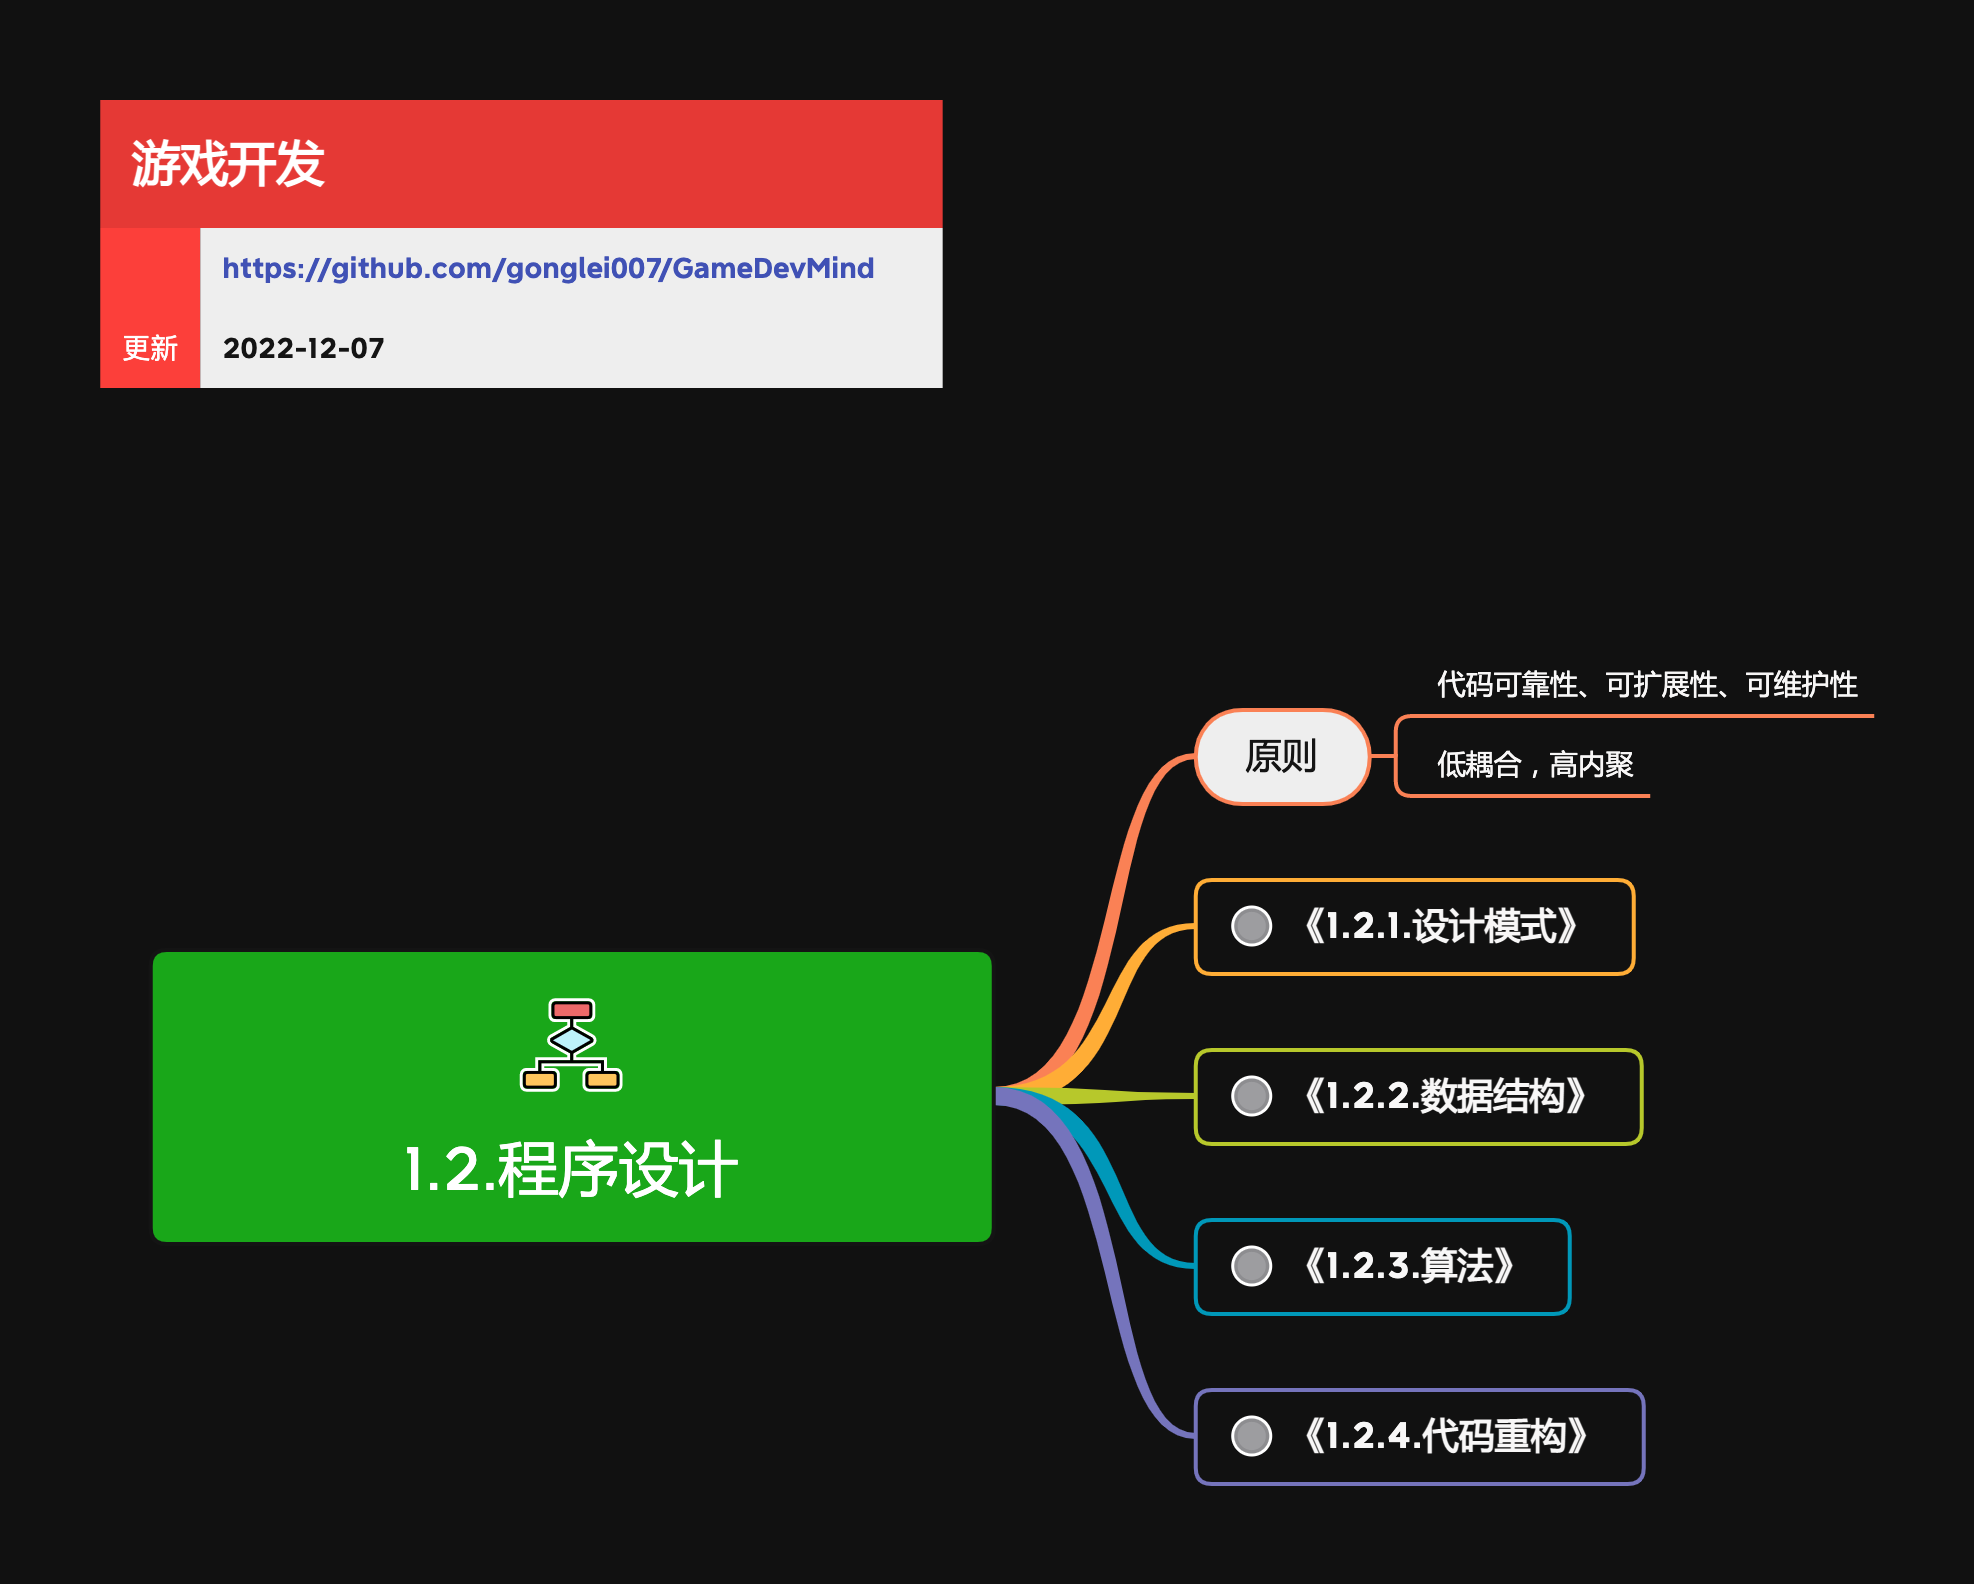 游戏开发
https://github.com/gonglei007/GameDevMind
更新 2022-12-07
代码可靠性、可扩展性、可维护性
原则
低耦合，高内聚
《1.2.1.设计模式》
《1.2.2.数据结构》
1.2.程序设计
《1.2.3.算法》
《1.2.4.代码重构》